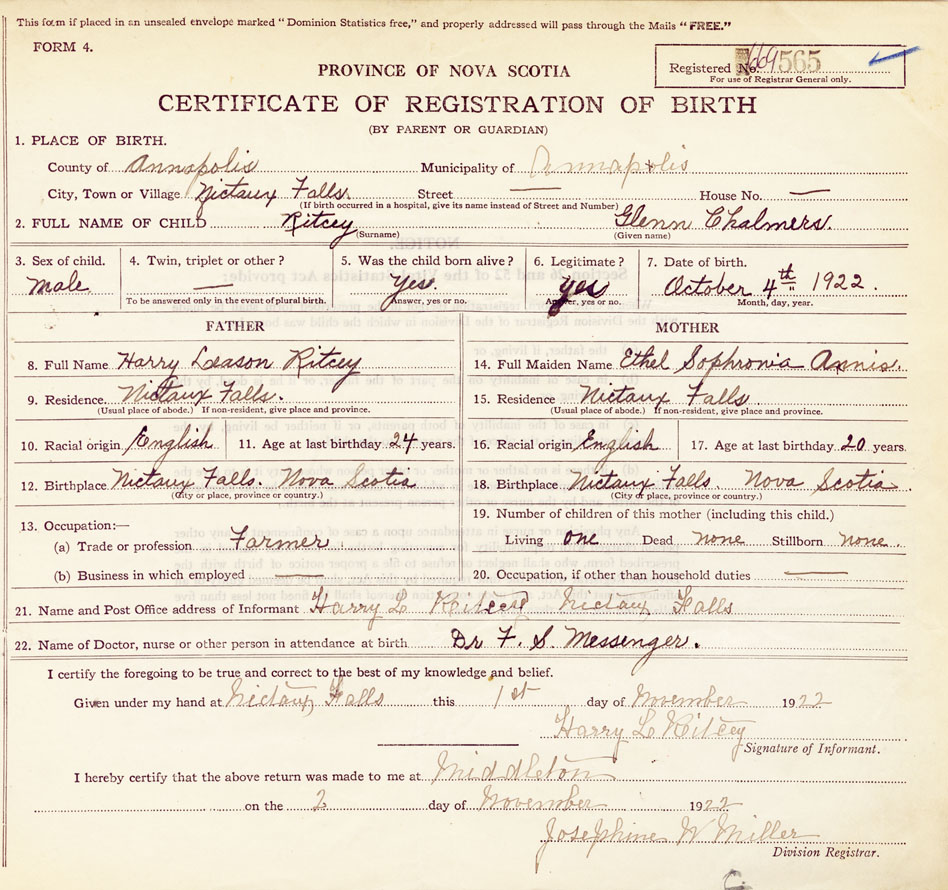 This form if placed in an unsealed envelope marked "Dominion Statistics free," and properly addressed will pass through the Mails "FREE."
FORM 4.
Registered No. 669565
For use of Registrar General only.
PROVINCE OF NOVA SCOTIA
CERTIFICATE OF REGISTRATION OF BIRTH
(BY PARENT OR GUARDIAN)
1. PLACE OF BIRTH.
County of Annapolis Municipality of Annapolis
City, Town or Village Nictaux Falls. Street — House No. —
(If birth occurred in a hospital, give its name instead of Street and Number)
2. FULL NAME OF CHILD Ritcey Glenn Chalmers.
(Surname) (Given name)
3. Sex of child. 4. Twin, triplet or other? 5. Was the child born alive? 6. Legitimate? 7. Date of birth.
Male. — Yes. yes October 4th 1922.
To be answered only in the event of plural birth. Answer, yes or no. Answer, yes or no. Month, day, year.
FATHER MOTHER
8. Full Name Harry Leason Ritcey 14. Full Maiden Name Ethel Sophronia Annis.
9. Residence. Nictaux Falls. 15. Residence Nictaux Falls
(Usual place of abode.) If non-resident, give place and province. (Usual place of abode.) If non-resident, give place and province.
10. Racial origin English 11. Age at last birthday 24 years. 16. Racial origin English 17. Age at last birthday 20 years.
12. Birthplace Nictaux Falls. Nova Scotia 18. Birthplace Nictaux Falls. Nova Scotia
(City or place, province or country.) (City or place, province or country.)
13. Occupation:— 19. Number of children of this mother (including this child.)
(a) Trade or profession Farmer. Living one Dead none Stillborn none.
(b) Business in which employed — 20. Occupation, if other than household duties —
21. Name and Post Office address of Informant Harry L Ritcey Nictaux Falls
22. Name of Doctor, nurse or other person in attendance at birth Dr F. S. Messenger.
I certify the foregoing to be true and correct to the best of my knowledge and belief.
Given under my hand at Nictaux Falls this 1st day of November 1922
Harry L Ritcey
Signature of Informant.
I hereby certify that the above return was made to me at Middleton
on the 2 day of November 1922
Josephine W Miller
Division Registrar.